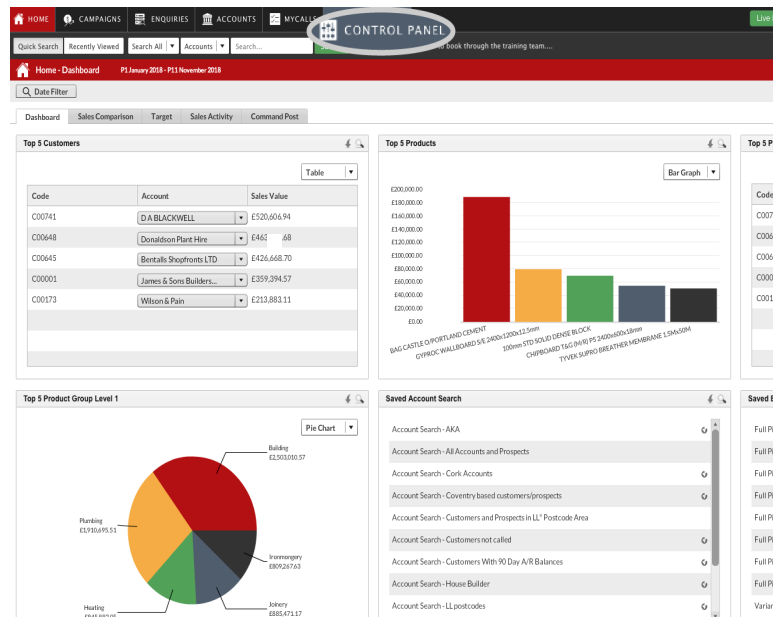 HOME CAMPAIGNS ENQUIRIES ACCOUNTS MYCALLS CONTROL PANEL Live
Quick Search Recently Viewed Search All Accounts Search... to book through the training team....
Home - Dashboard P1 January 2018 - P11 November 2018
Date Filter
Dashboard Sales Comparison Target Sales Activity Command Post
Top 5 Customers
Table
Code Account Sales Value
C00741 D A BLACKWELL £520,606.94
C00648 Donaldson Plant Hire £463 .68
C00645 Bentalls Shopfronts LTD £426,668.70
C00001 James & Sons Builders... £359,394.57
C00173 Wilson & Pain £213,883.11
Top 5 Products
Bar Graph
£200,000.00
£180,000.00
£160,000.00
£140,000.00
£120,000.00
£100,000.00
£80,000.00
£60,000.00
£40,000.00
£20,000.00
£0.00
BAG CASTLE O/PORTLAND CEMENT
GYPROC WALLBOARD S/E 2400x1200x12.5mm
100mm STD SOLID DENSE BLOCK
CHIPBOARD T&G (M/R) P5 2400x600x18mm
TYVEK SUPRO BREATHER MEMBRANE 1.5Mx50M
Top 5 P
Code
C007
C006
C006
C000
C001
Top 5 Product Group Level 1
Pie Chart
Building
£2,503,010.57
Plumbing
£1,910,695.51
Ironmongery
£809,267.63
Joinery
£885,471.17
Heating
Saved Account Search
Account Search - AKA
Account Search - All Accounts and Prospects
Account Search - Cork Accounts
Account Search - Coventry based customers/prospects
Account Search - Customers and Prospects in LL* Postcode Area
Account Search - Customers not called
Account Search - Customers With 90 Day A/R Balances
Account Search - House Builder
Account Search - LL postcodes
Saved E
Full Pi
Full Pi
Full Pi
Full Pi
Full Pi
Full Pi
Full Pi
Full Pi
Varian